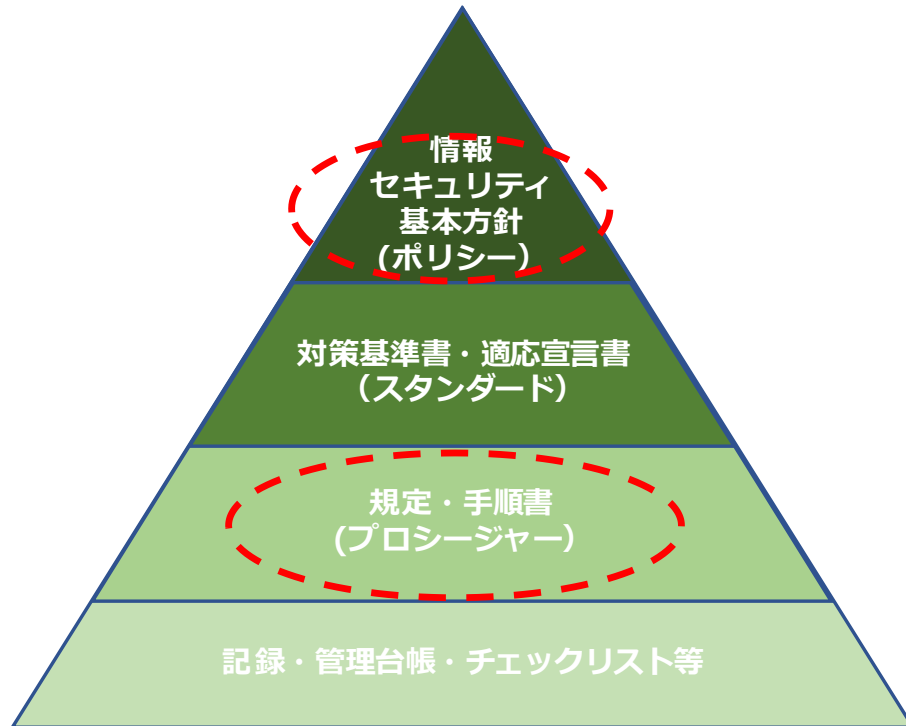 情報
セキュリティ
基本方針
(ポリシー）
対策基準書・適応宣言書
（スタンダード）
規定・手順書
(プロシージャー）
記録・管理台帳・チェックリスト等